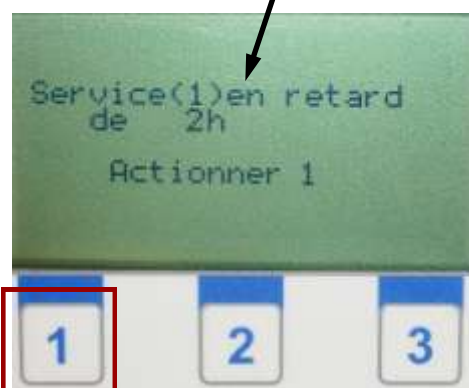 Service(1)en retard
de 2h
Actionner 1
1 2 3